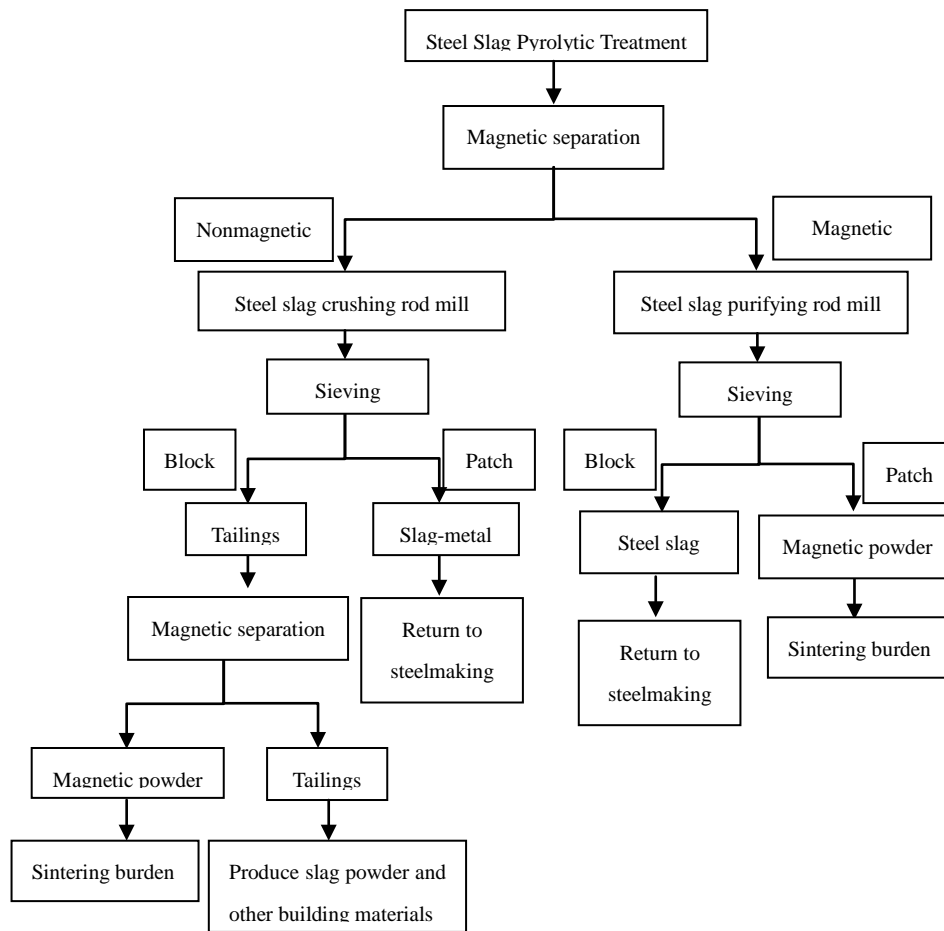 Steel Slag Pyrolytic Treatment
Magnetic separation
Nonmagnetic
Magnetic
Steel slag crushing rod mill
Steel slag purifying rod mill
Sieving
Sieving
Block
Patch
Block
Patch
Tailings
Slag-metal
Steel slag
Magnetic powder
Magnetic separation
Return to
steelmaking
Return to
steelmaking
Sintering burden
Magnetic powder
Tailings
Sintering burden
Produce slag powder and
other building materials